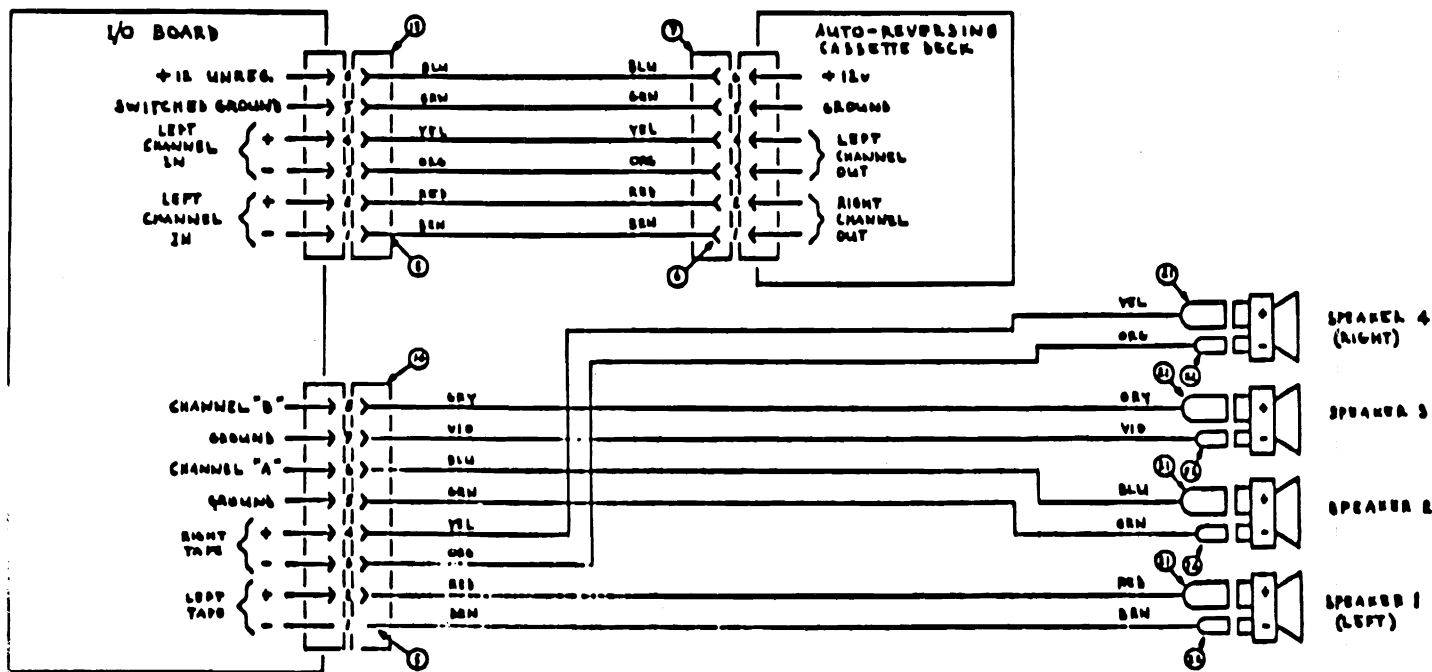 I/O BOARD
AUTO-REVERSING
CASSETTE DECK
+12 UNREG.
BLU
BLU
+12V
SWITCHED GROUND
GRN
GRN
GROUND
LEFT
CHANNEL
IN
+
YEL
YEL
LEFT
CHANNEL
OUT
-
ORG
ORG
LEFT
CHANNEL
IN
+
RED
RED
RIGHT
CHANNEL
OUT
-
BRN
BRN
YEL
+
ORG
-
SPEAKER 4
(RIGHT)
CHANNEL "B"
GRY
GRY
+
SPEAKER 3
GROUND
VIO
VIO
-
CHANNEL "A"
BLU
BLU
+
SPEAKER 2
GROUND
GRN
GRN
-
RIGHT
TAPE
+
YEL
-
ORG
LEFT
TAPE
+
RED
RED
+
SPEAKER 1
(LEFT)
-
BRN
BRN
-